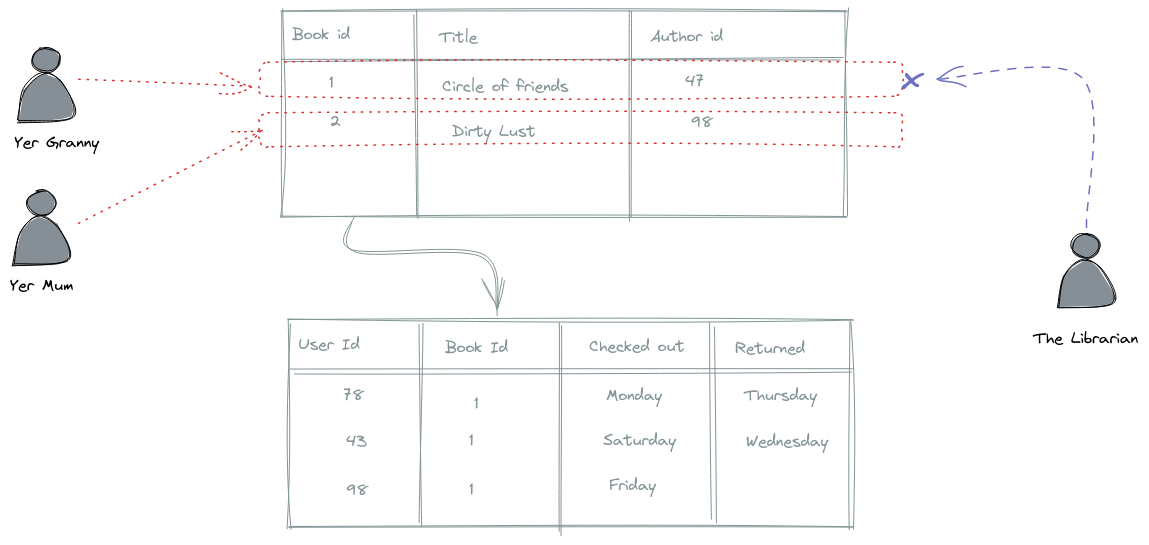 Book id Title Author id
1 Circle of friends 47
2 Dirty Lust 98
Yer Granny
Yer Mum
The Librarian
User Id Book Id Checked out Returned
78 1 Monday Thursday
43 1 Saturday Wednesday
98 1 Friday